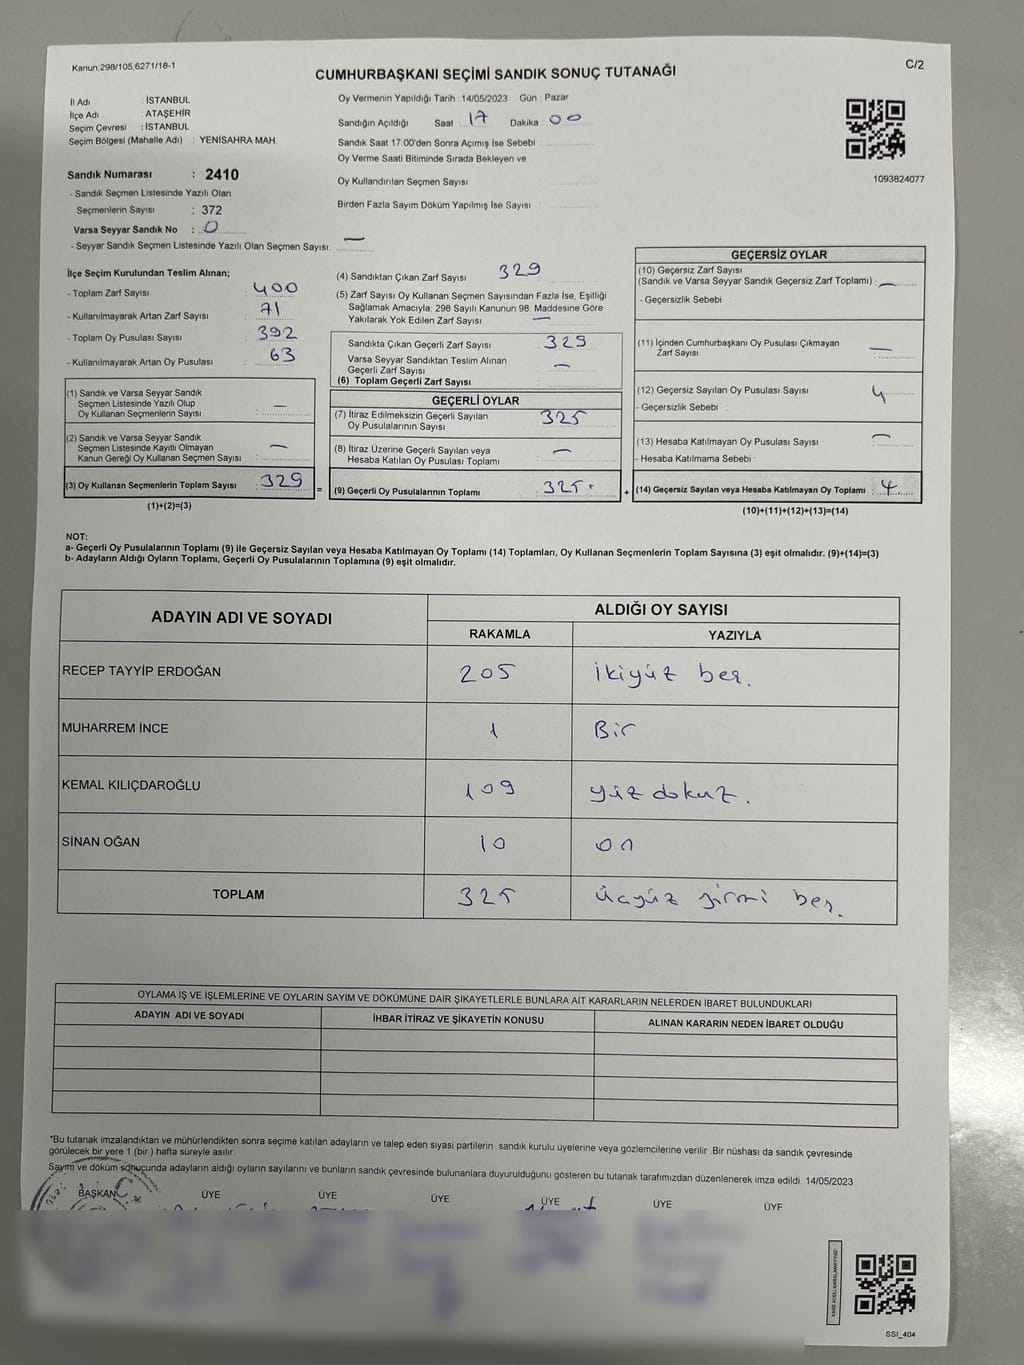 Kanun:298/105,6271/18-1
C/2
CUMHURBAŞKANI SEÇİMİ SANDIK SONUÇ TUTANAĞI
İl Adı : İSTANBUL
İlçe Adı : ATAŞEHİR
Seçim Çevresi : İSTANBUL
Seçim Bölgesi (Mahalle Adı) : YENİSAHRA MAH.
Sandık Numarası : 2410
- Sandık Seçmen Listesinde Yazılı Olan
Seçmenlerin Sayısı : 372
Varsa Seyyar Sandık No : 0
- Seyyar Sandık Seçmen Listesinde Yazılı Olan Seçmen Sayısı: —
Oy Vermenin Yapıldığı Tarih : 14/05/2023 Gün : Pazar
Sandığın Açıldığı Saat : 17 Dakika : 00
Sandık Saat 17.00'den Sonra Açımış İse Sebebi :
Oy Verme Saati Bitiminde Sırada Bekleyen ve
Oy Kullandırılan Seçmen Sayısı :
Birden Fazla Sayım Döküm Yapılmış İse Sayısı :
1093824077
İlçe Seçim Kurulundan Teslim Alınan;
- Toplam Zarf Sayısı : 400
- Kullanılmayarak Artan Zarf Sayısı : 71
- Toplam Oy Pusulası Sayısı : 392
- Kullanılmayarak Artan Oy Pusulası : 63
(1) Sandık ve Varsa Seyyar Sandık
Seçmen Listesinde Yazılı Olup
Oy Kullanan Seçmenlerin Sayısı : —
(2) Sandık ve Varsa Seyyar Sandık
Seçmen Listesinde Kayıtlı Olmayan
Kanun Gereği Oy Kullanan Seçmen Sayısı : —
(3) Oy Kullanan Seçmenlerin Toplam Sayısı : 329 =
(1)+(2)=(3)
(4) Sandıktan Çıkan Zarf Sayısı 329
(5) Zarf Sayısı Oy Kullanan Seçmen Sayısından Fazla İse, Eşitliği
Sağlamak Amacıyla; 298 Sayılı Kanunun 98. Maddesine Göre
Yakılarak Yok Edilen Zarf Sayısı —
Sandıkta Çıkan Geçerli Zarf Sayısı : 329
Varsa Seyyar Sandıktan Teslim Alınan
Geçerli Zarf Sayısı : —
(6) Toplam Geçerli Zarf Sayısı
GEÇERLİ OYLAR
(7) İtiraz Edilmeksizin Geçerli Sayılan
Oy Pusulalarının Sayısı : 325
(8) İtiraz Üzerine Geçerli Sayılan veya
Hesaba Katılan Oy Pusulası Toplamı : —
(9) Geçerli Oy Pusulalarının Toplamı : 325 +
GEÇERSİZ OYLAR
(10) Geçersiz Zarf Sayısı
(Sandık ve Varsa Seyyar Sandık Geçersiz Zarf Toplamı) : —
- Geçersizlik Sebebi :
(11) İçinden Cumhurbaşkanı Oy Pusulası Çıkmayan
Zarf Sayısı : —
(12) Geçersiz Sayılan Oy Pusulası Sayısı : 4
- Geçersizlik Sebebi :
(13) Hesaba Katılmayan Oy Pusulası Sayısı : —
- Hesaba Katılmama Sebebi :
(14) Geçersiz Sayılan veya Hesaba Katılmayan Oy Toplamı : 4
(10)+(11)+(12)+(13)=(14)
NOT:
a- Geçerli Oy Pusulalarının Toplamı (9) ile Geçersiz Sayılan veya Hesaba Katılmayan Oy Toplamı (14) Toplamları, Oy Kullanan Seçmenlerin Toplam Sayısına (3) eşit olmalıdır. (9)+(14)=(3)
b- Adayların Aldığı Oyların Toplamı, Geçerli Oy Pusulalarının Toplamına (9) eşit olmalıdır.
ADAYIN ADI VE SOYADI
ALDIĞI OY SAYISI
RAKAMLA YAZIYLA
RECEP TAYYİP ERDOĞAN 205 İkiyüz beş.
MUHARREM İNCE 1 Bir
KEMAL KILIÇDAROĞLU 109 yüz dokuz.
SİNAN OĞAN 10 on
TOPLAM 325 Üçyüz yirmi beş.
OYLAMA İŞ VE İŞLEMLERINE VE OYLARIN SAYIM VE DÖKÜMÜNE DAİR ŞİKAYETLERLE BUNLARA AİT KARARLARIN NELERDEN İBARET BULUNDUKLARI
ADAYIN ADI VE SOYADI
İHBAR İTİRAZ VE ŞİKAYETİN KONUSU
ALINAN KARARIN NEDEN İBARET OLDUĞU
*Bu tutanak imzalandıktan ve mühürlendikten sonra seçime katılan adayların ve talep eden siyasi partilerin sandık kurulu üyelerine veya gözlemcilerine verilir. Bir nüshası da sandık çevresinde
görülecek bir yere 1 (bir ) hafta süreyle asılır.
Sayım ve döküm sonucunda adayların aldığı oyların sayılarını ve bunların sandık çevresinde bulunanlara duyurulduğunu gösteren bu tutanak tarafımızdan düzenlenerek imza edildi. 14/05/2023
BAŞKAN ÜYE ÜYE ÜYE ÜYE ÜYE ÜYE
SSI_404